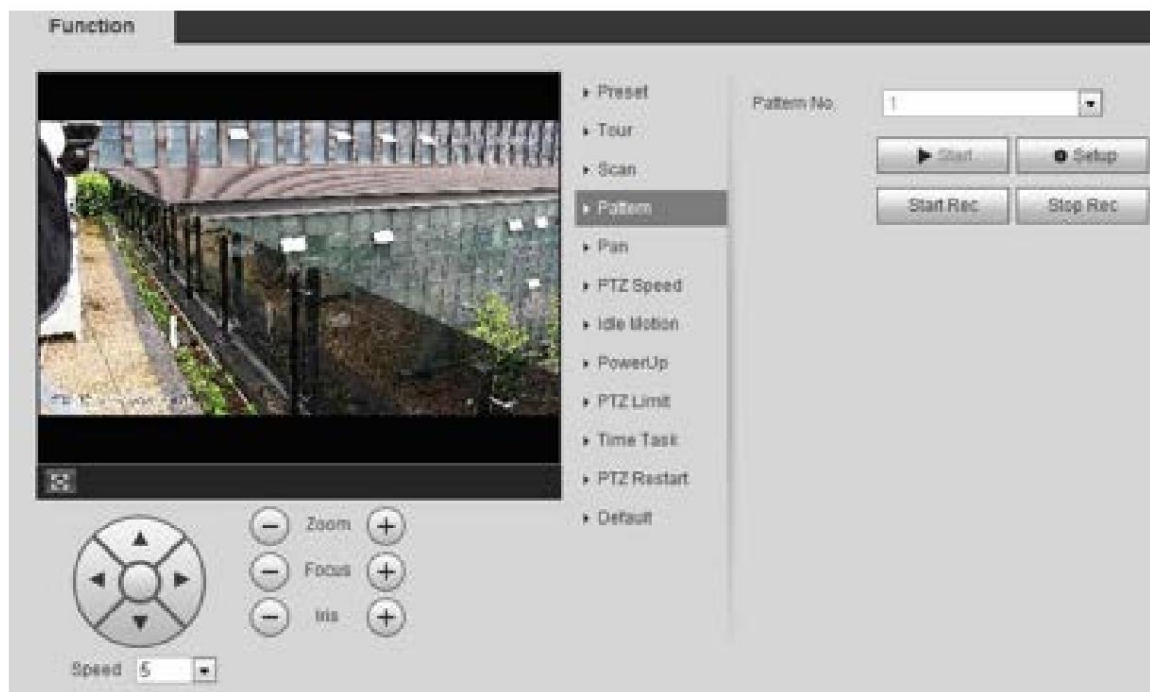 Function
Preset
Tour
Scan
Pattern
Pan
PTZ Speed
Idle Motion
PowerUp
PTZ Limit
Time Task
PTZ Restart
Default
Pattern No.
1
Start
Setup
Start Rec
Stop Rec
Zoom
Focus
Iris
Speed 5